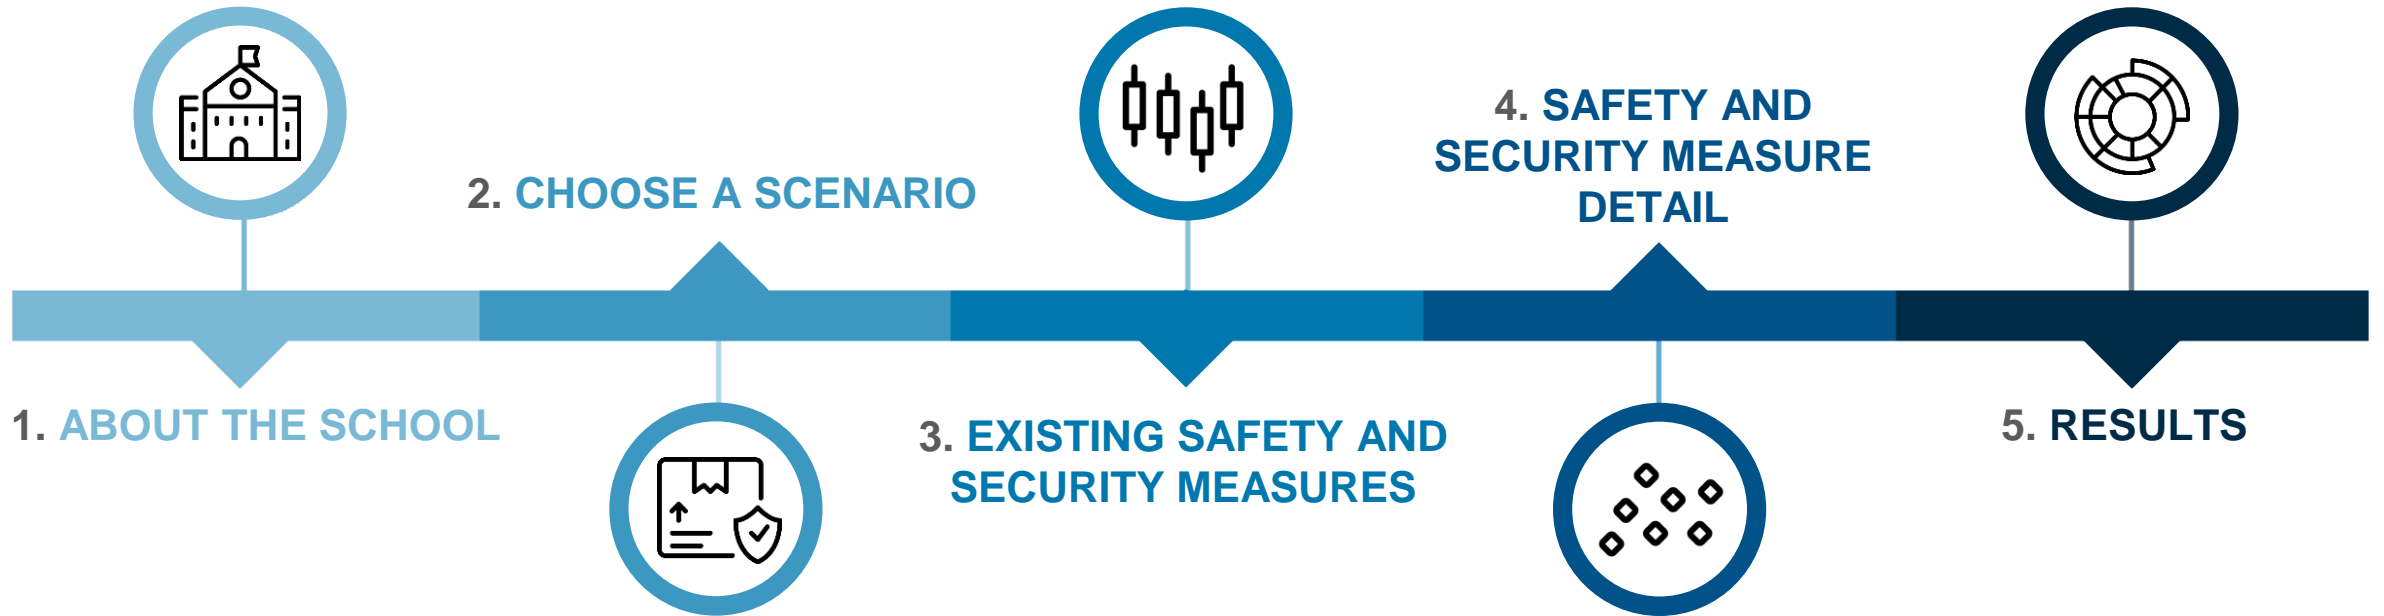 1. ABOUT THE SCHOOL
2. CHOOSE A SCENARIO
3. EXISTING SAFETY AND
SECURITY MEASURES
4. SAFETY AND
SECURITY MEASURE
DETAIL
5. RESULTS